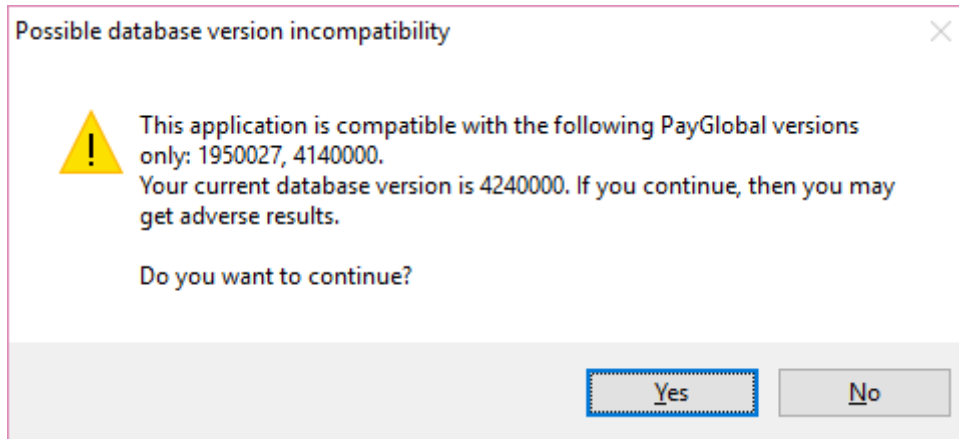 Possible database version incompatibility
This application is compatible with the following PayGlobal versions
only: 1950027, 4140000.
Your current database version is 4240000. If you continue, then you may
get adverse results.
Do you want to continue?
Yes
No